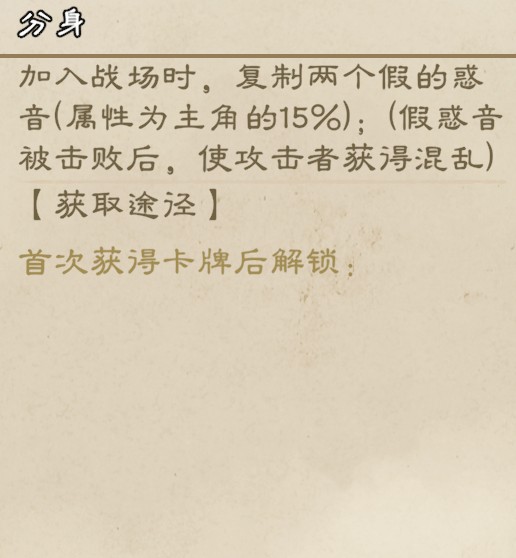 分身
加入战场时，复制两个假的惑
音(属性为主角的15%)；(假惑音
被击败后，使攻击者获得混乱)
【获取途径】
首次获得卡牌后解锁；